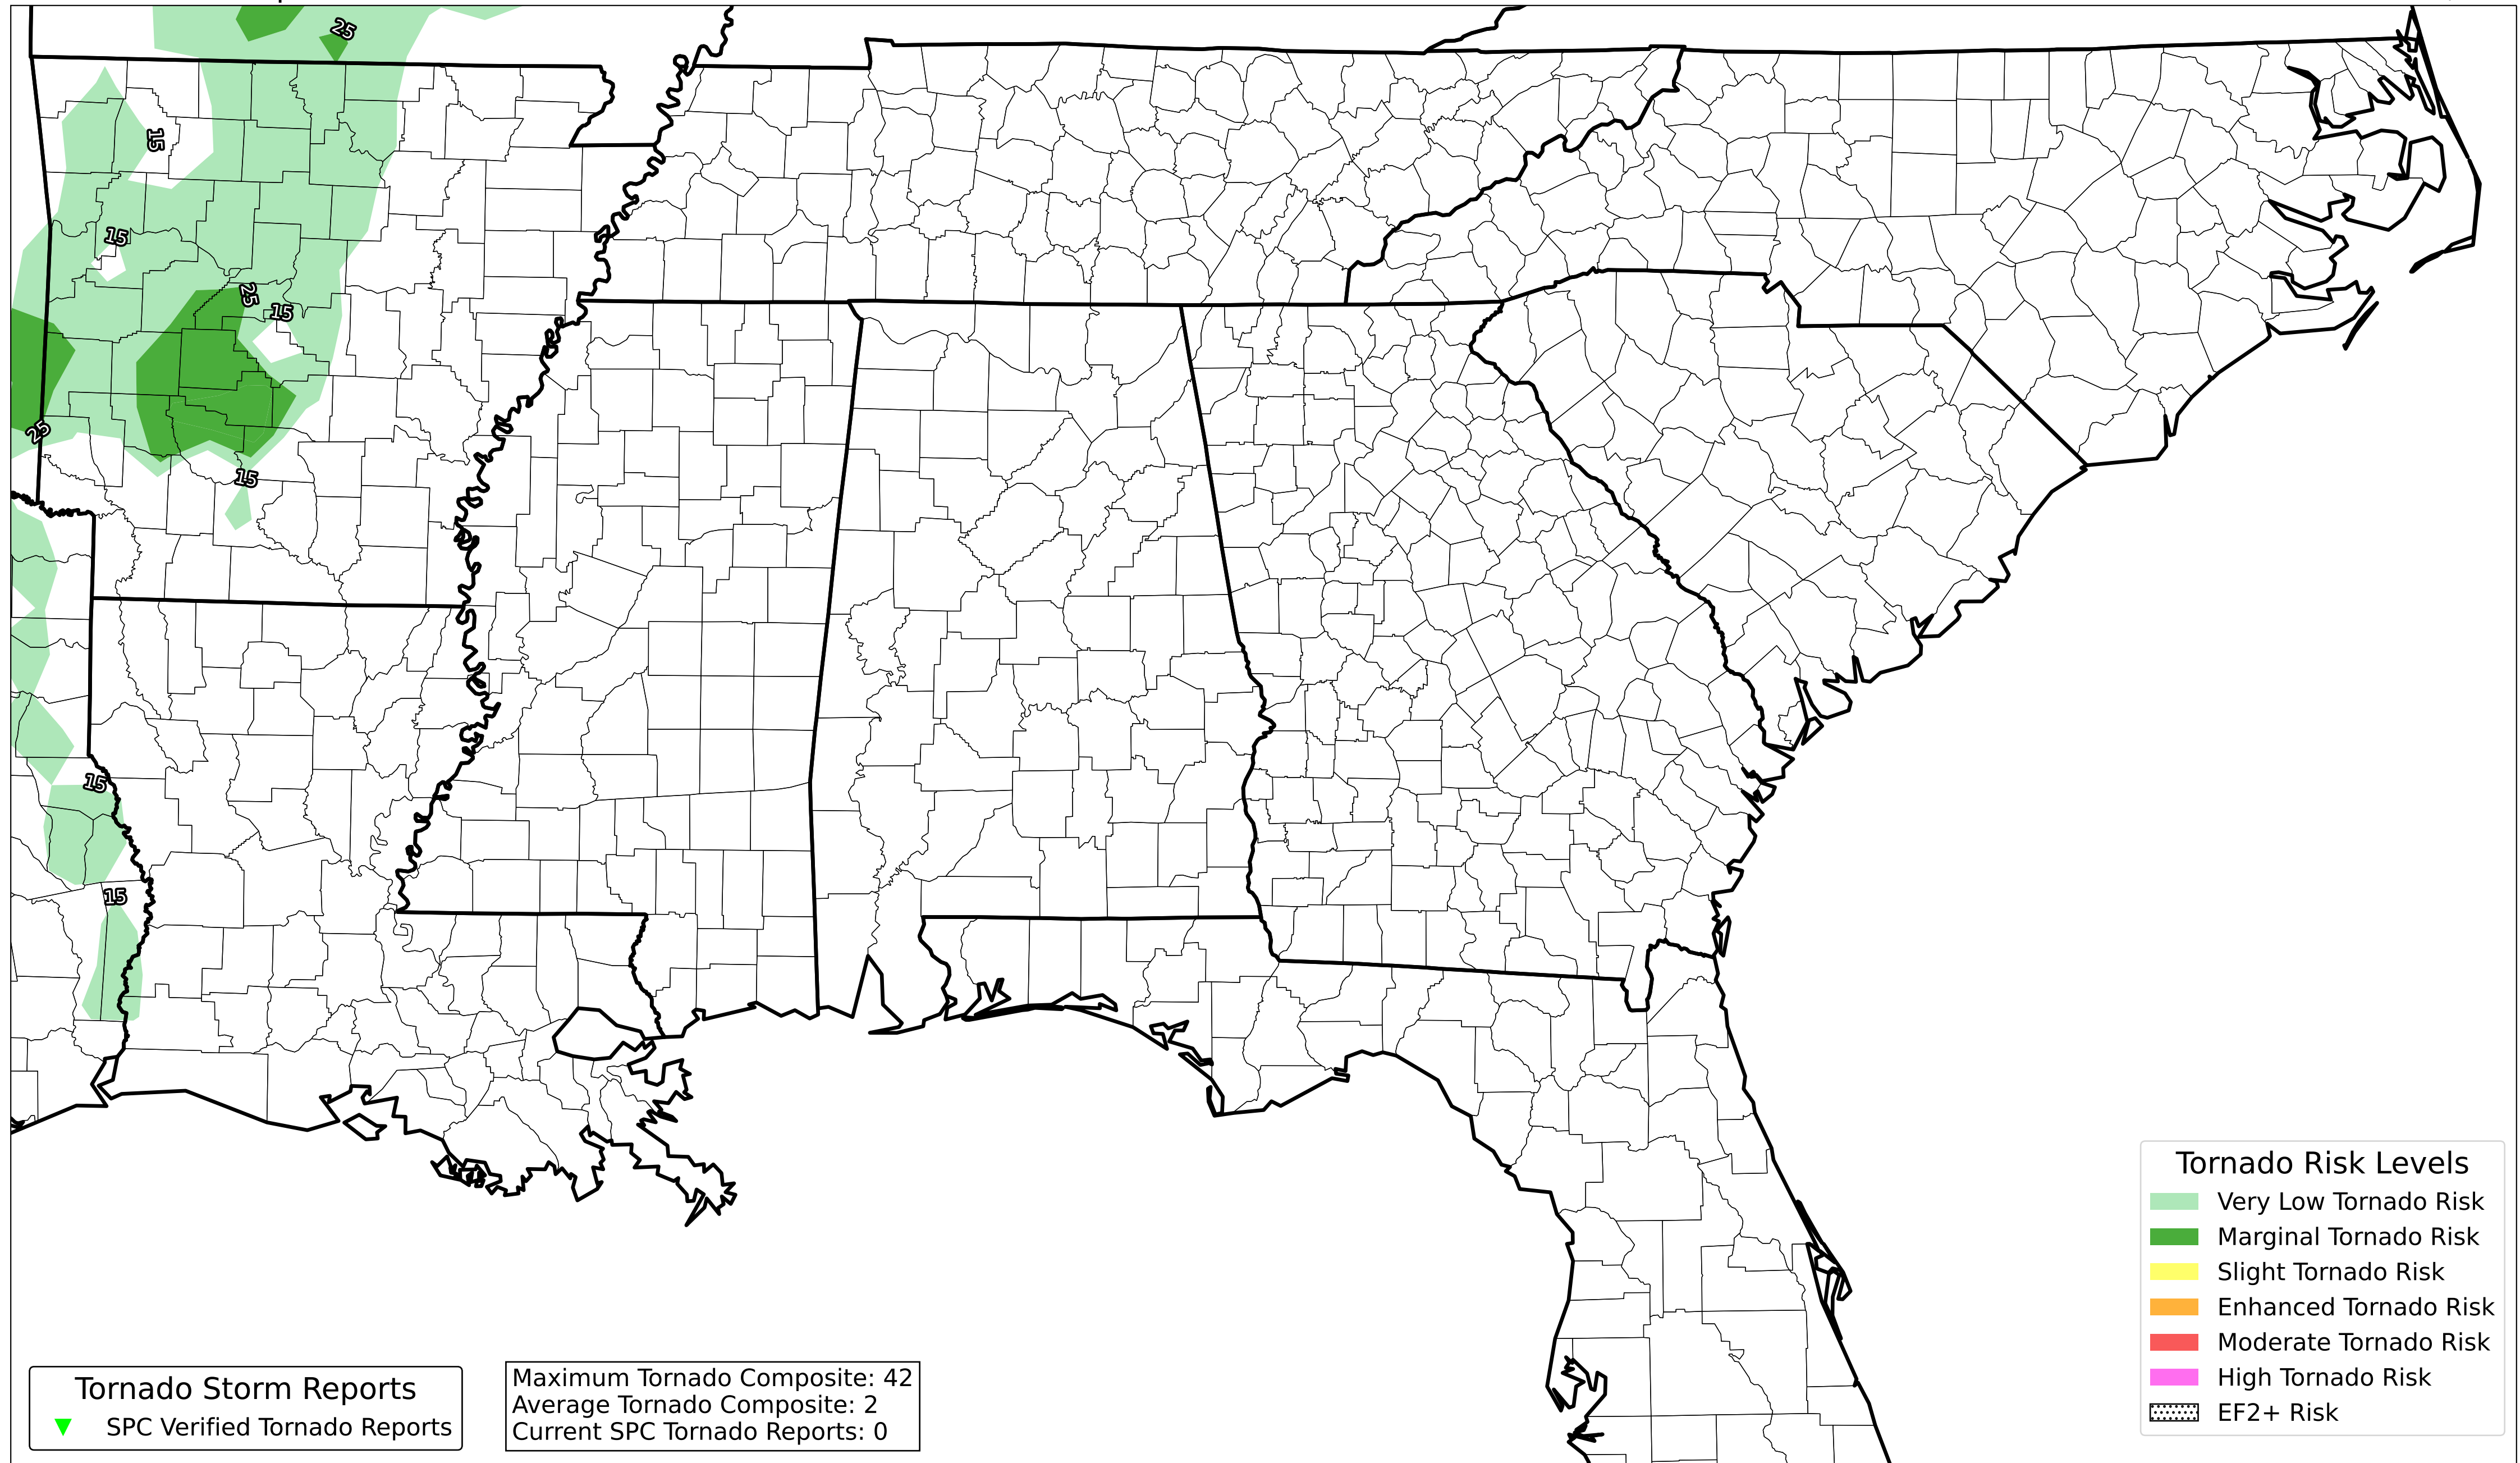 25
15
15
25
15
25
15
15
15
Tornado Risk Levels
Very Low Tornado Risk
Marginal Tornado Risk
Slight Tornado Risk
Enhanced Tornado Risk
Moderate Tornado Risk
High Tornado Risk
EF2+ Risk
Tornado Storm Reports
SPC Verified Tornado Reports
Maximum Tornado Composite: 42
Average Tornado Composite: 2
Current SPC Tornado Reports: 0